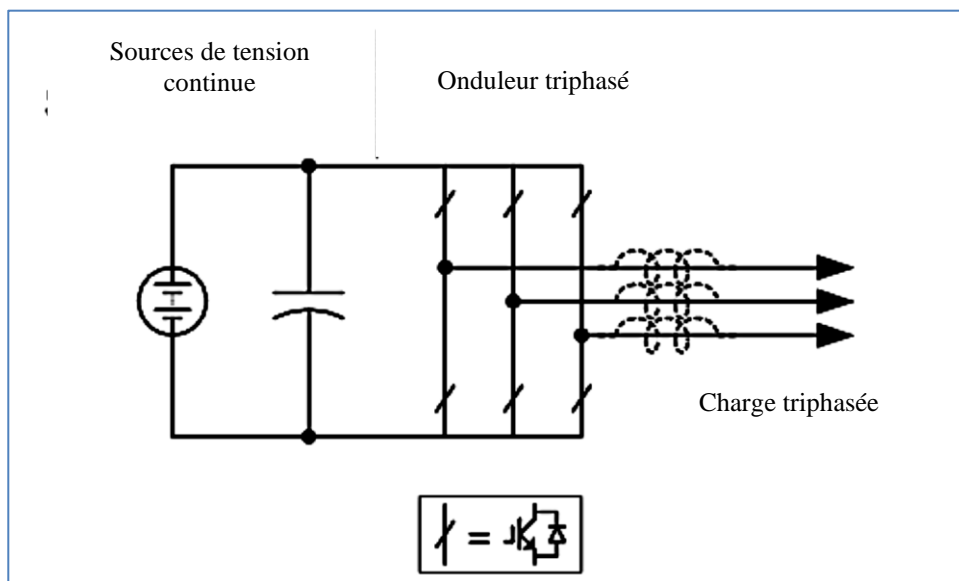 Sources de tension
continue
Onduleur triphasé
Charge triphasée
=